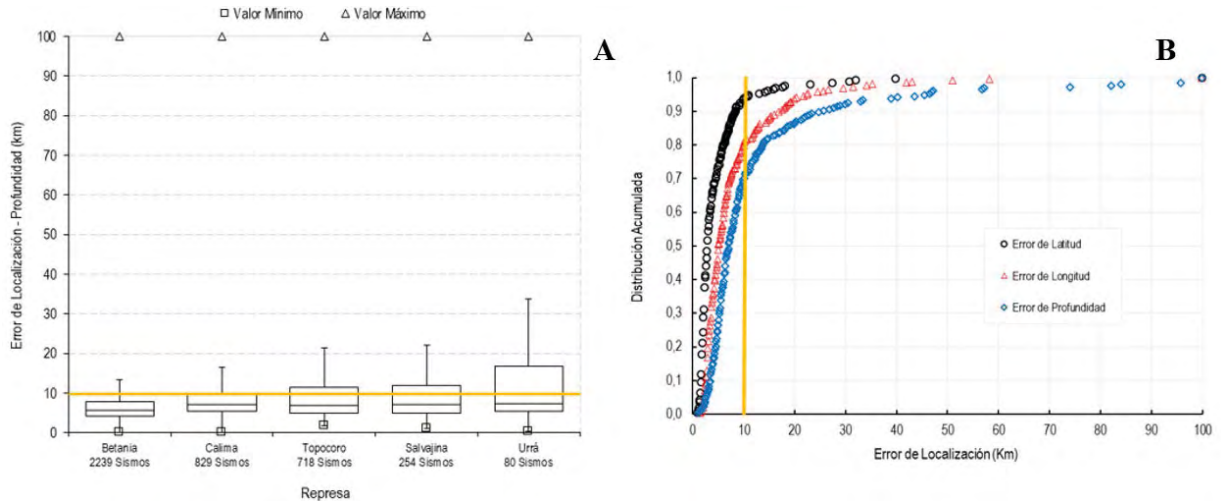 Valor Mínimo
Valor Máximo
A
Error de Localización - Profundidad (km)
100
90
80
70
60
50
40
30
20
10
0
Betania
2239 Sismos
Calima
829 Sismos
Topocoro
718 Sismos
Salvajina
254 Sismos
Urrá
80 Sismos
Represa
B
Distribución Acumulada
1,0
0,9
0,8
0,7
0,6
0,5
0,4
0,3
0,2
0,1
0,0
Error de Latitud
Error de Longitud
Error de Profundidad
0
10
20
30
40
50
60
70
80
90
100
Error de Localización (Km)